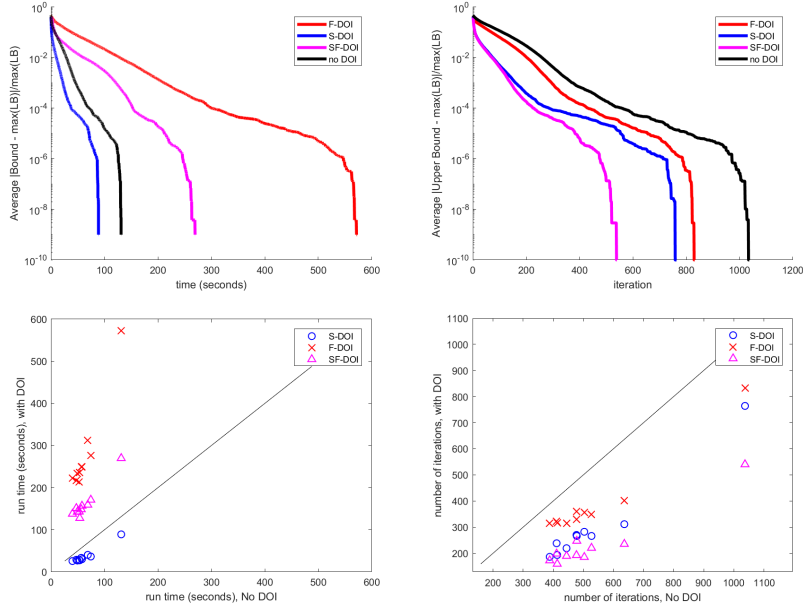 10^0
10^-2
10^-4
10^-6
10^-8
10^-10
Average |Bound - max(LB)|/max(LB)
F-DOI
S-DOI
SF-DOI
no DOI
0 100 200 300 400 500 600
time (seconds)
10^0
10^-2
10^-4
10^-6
10^-8
10^-10
Average |Upper Bound - max(LB)|/max(LB)
F-DOI
S-DOI
SF-DOI
no DOI
0 200 400 600 800 1000 1200
iteration
600
500
400
300
200
100
0
run time (seconds), with DOI
S-DOI
F-DOI
SF-DOI
0 100 200 300 400 500 600
run time (seconds), No DOI
1100
1000
900
800
700
600
500
400
300
200
number of iterations, with DOI
S-DOI
F-DOI
SF-DOI
200 300 400 500 600 700 800 900 1000 1100
number of iterations, No DOI